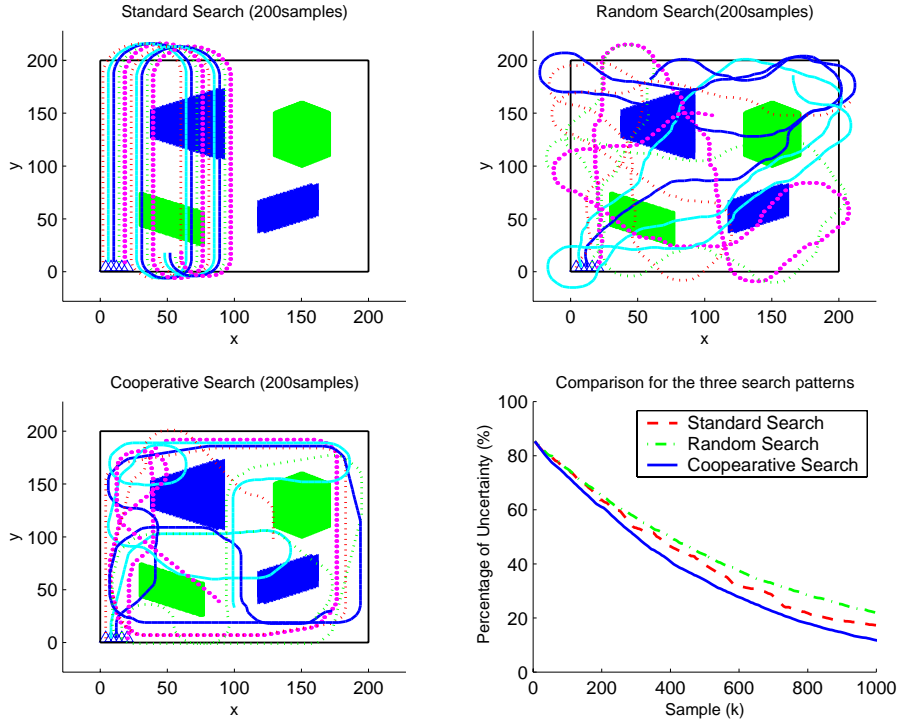 Standard Search (200samples)
200
150
100
50
0
y
0 50 100 150 200
x
Random Search(200samples)
200
150
100
50
0
y
0 50 100 150 200
x
Cooperative Search (200samples)
200
150
100
50
0
y
0 50 100 150 200
x
Comparison for the three search patterns
100
80
60
40
20
0
Percentage of Uncertainty (%)
Standard Search
Random Search
Coopearative Search
0 200 400 600 800 1000
Sample (k)